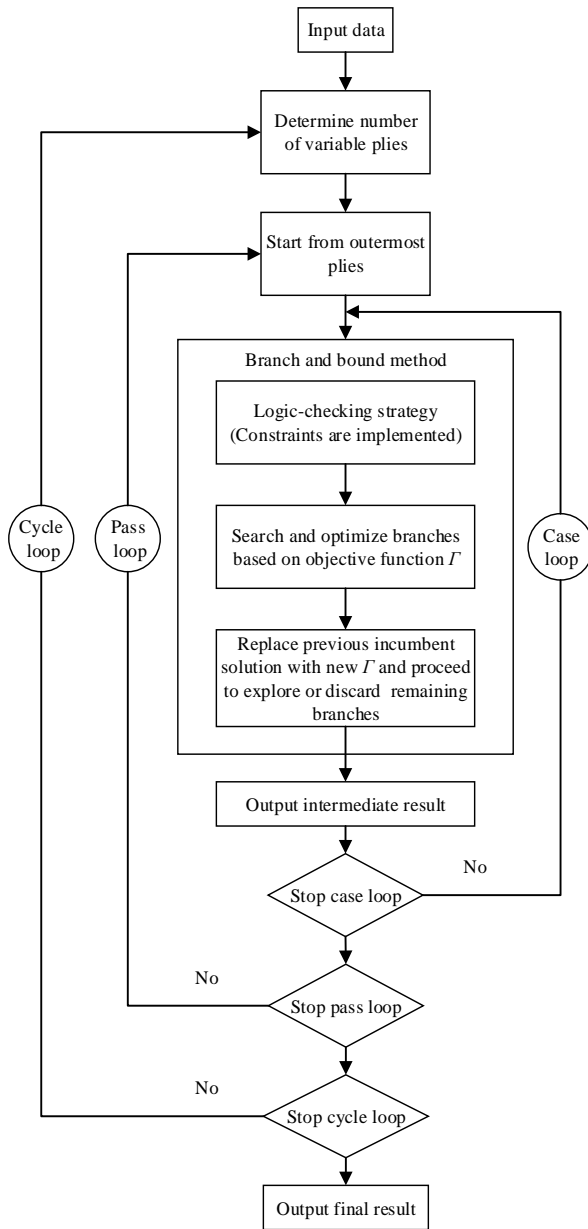 Input data
Determine number
of variable plies
Start from outermost
plies
Branch and bound method
Logic-checking strategy
(Constraints are implemented)
Cycle
loop
Pass
loop
Search and optimize branches
based on objective function Γ
Case
loop
Replace previous incumbent
solution with new Γ and proceed
to explore or discard remaining
branches
Output intermediate result
No
Stop case loop
No
Stop pass loop
No
Stop cycle loop
Output final result